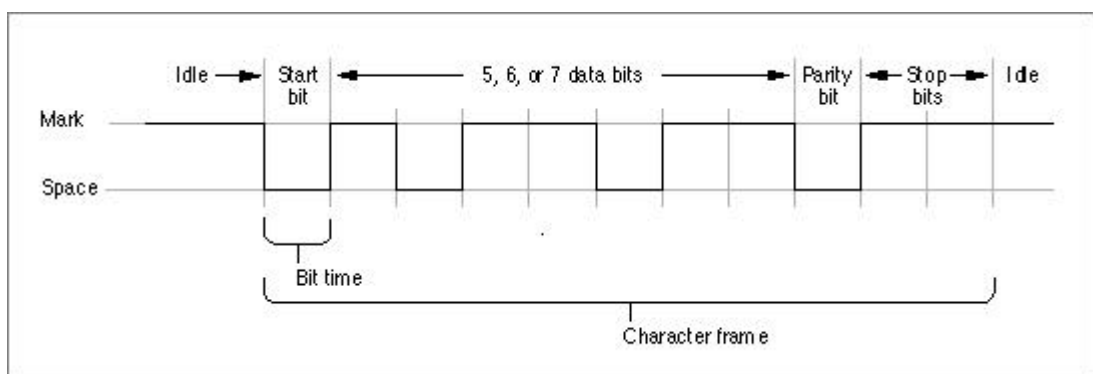 Idle
Start
bit
5, 6, or 7 data bits
Parity
bit
Stop
bits
Idle
Mark
Space
Bit time
Character frame